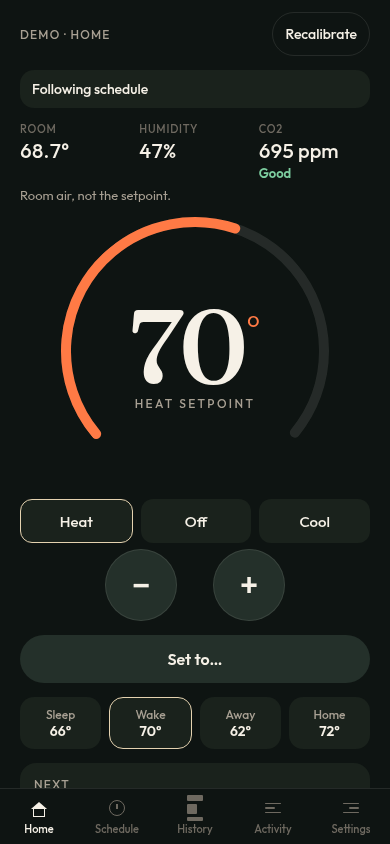 DEMO · HOME
Recalibrate
Following schedule
ROOM HUMIDITY CO2
68.7° 47% 695 ppm
Good
Room air, not the setpoint.
70°
HEAT SETPOINT
Heat Off Cool
− +
Set to...
Sleep Wake Away Home
66° 70° 62° 72°
NEXT
Home Schedule History Activity Settings